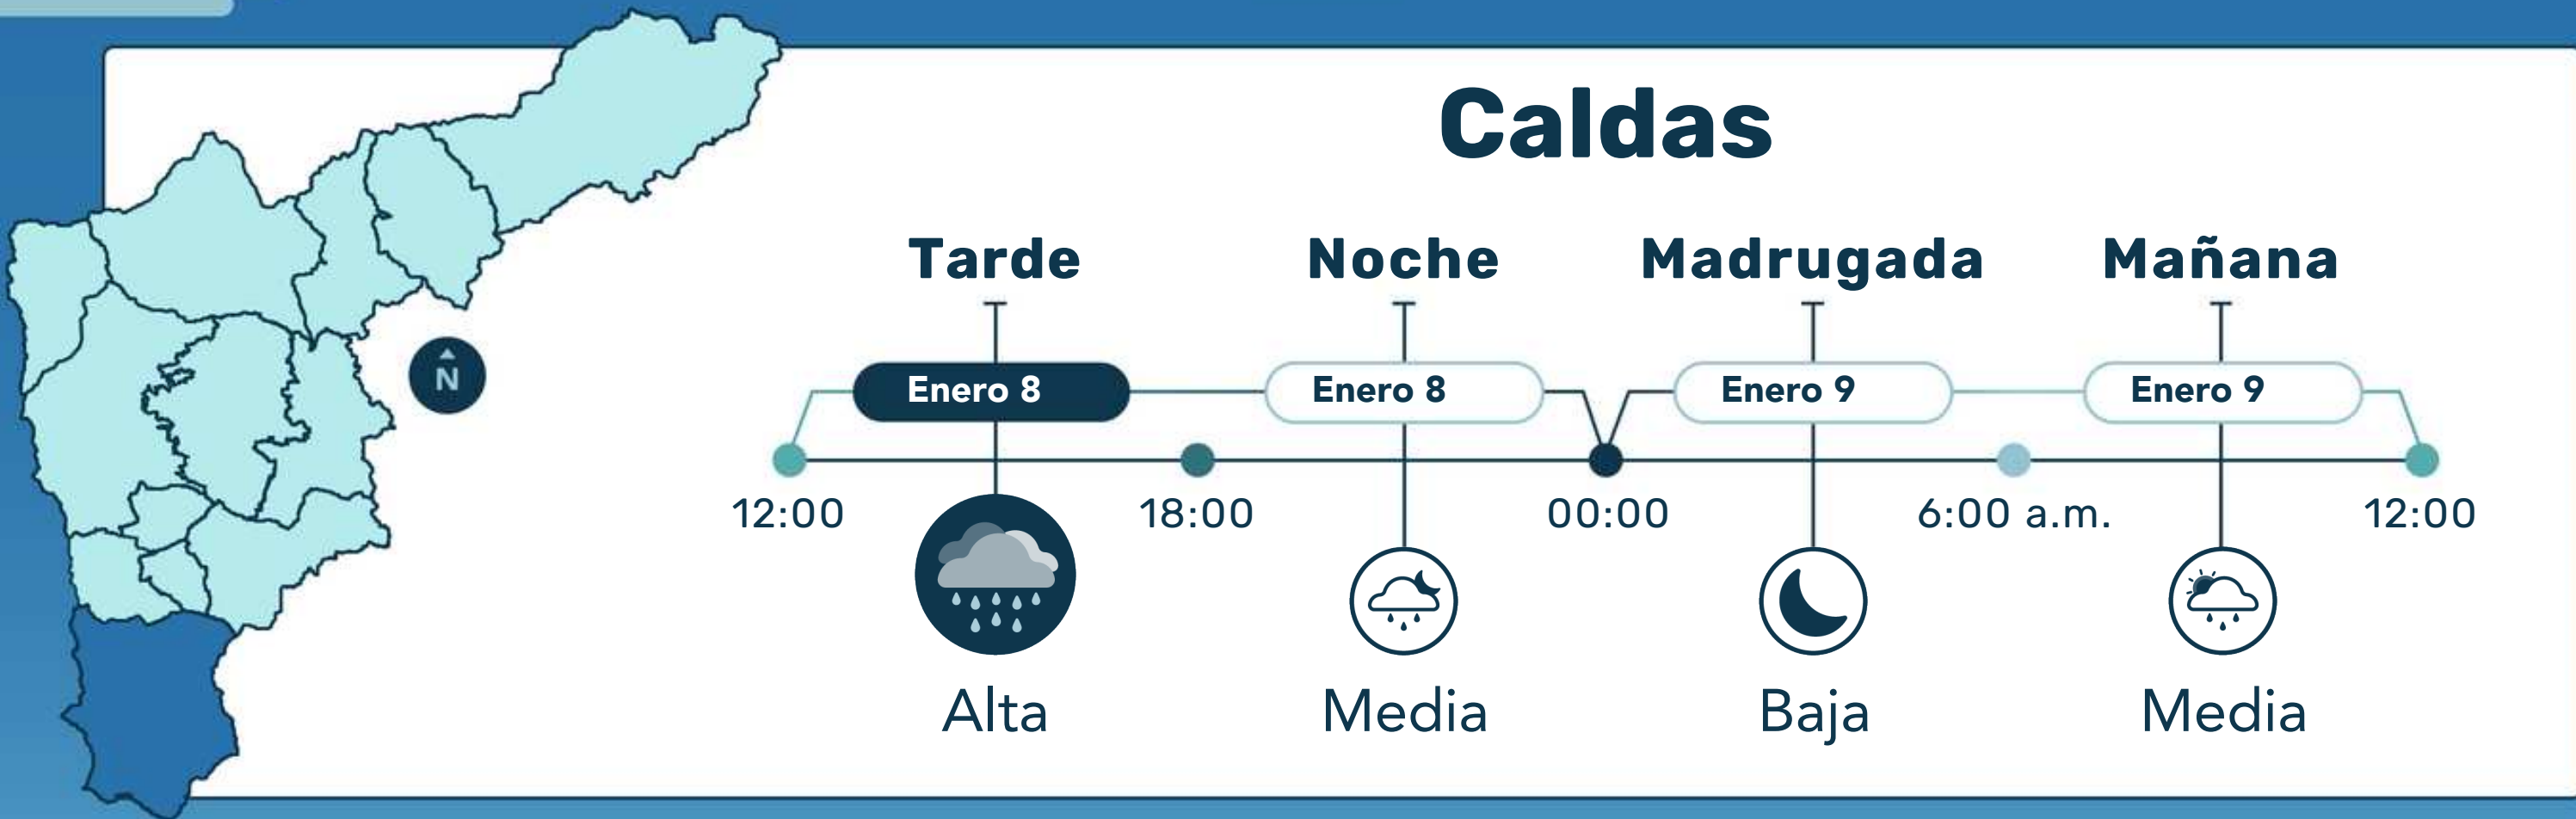 Caldas
Tarde Noche Madrugada Mañana
Enero 8 Enero 8 Enero 9 Enero 9
N
12:00 18:00 00:00 6:00 a.m. 12:00
Alta Media Baja Media